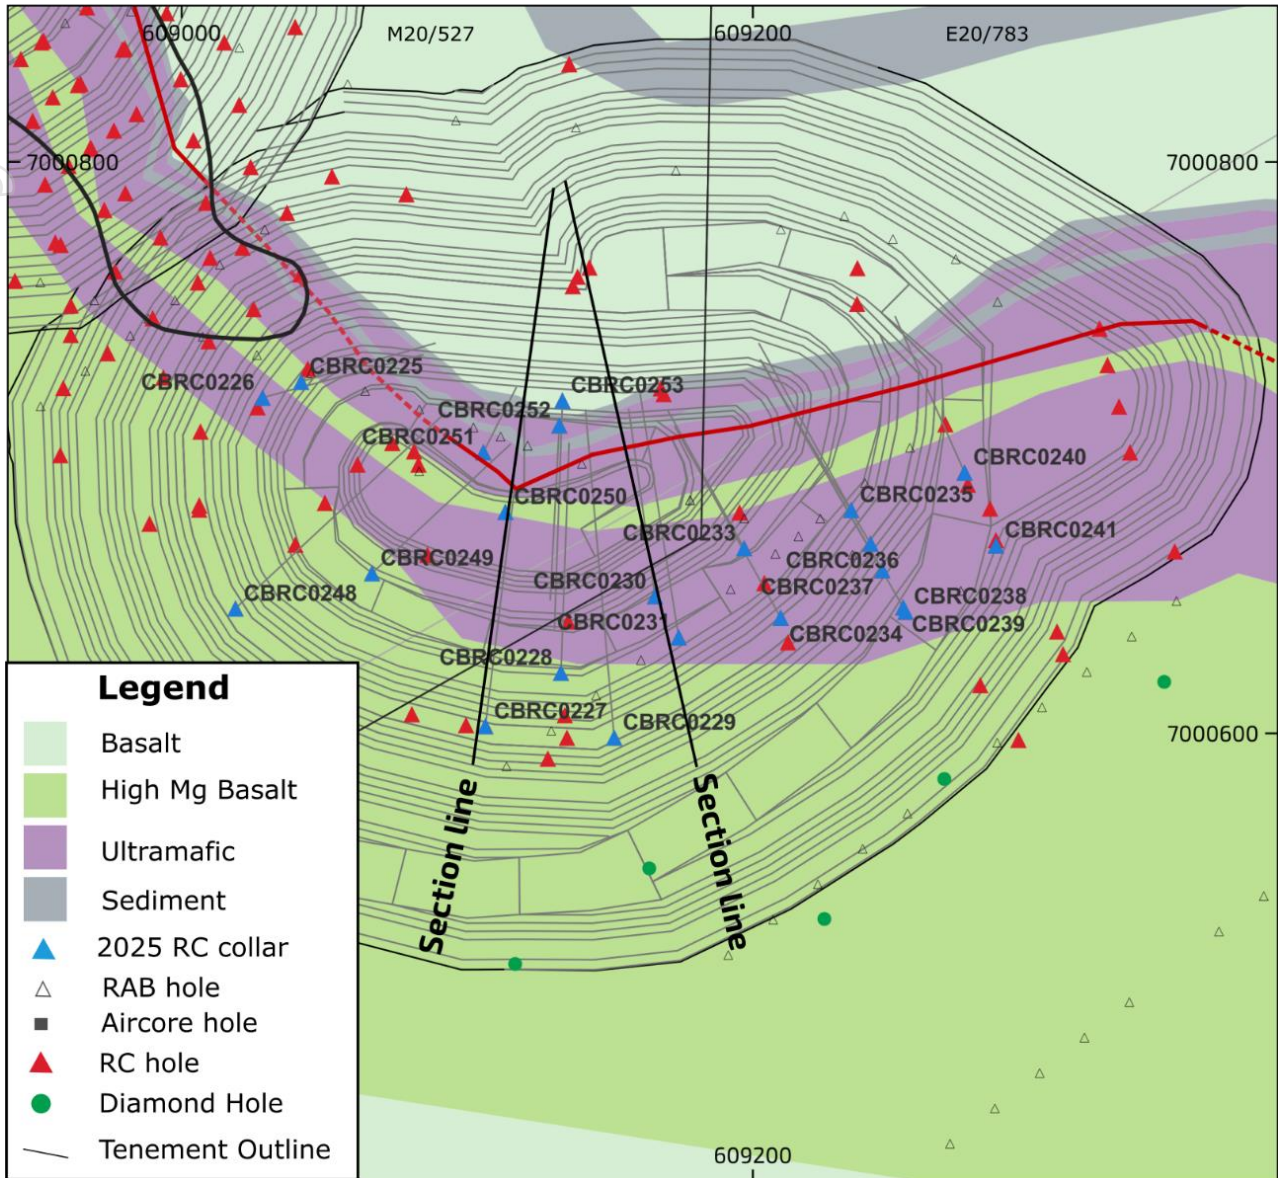 609000
M20/527
609200
E20/783
7000800
7000800
CBRC0225
CBRC0226
CBRC0253
CBRC0252
CBRC0251
CBRC0240
CBRC0250
CBRC0235
CBRC0233
CBRC0241
CBRC0249
CBRC0236
CBRC0230
CBRC0237
CBRC0248
CBRC0238
CBRC0231
CBRC0239
CBRC0234
CBRC0228
CBRC0227
CBRC0229
7000600
Section line
Section line
Legend
Basalt
High Mg Basalt
Ultramafic
Sediment
2025 RC collar
RAB hole
Aircore hole
RC hole
Diamond Hole
Tenement Outline
609200